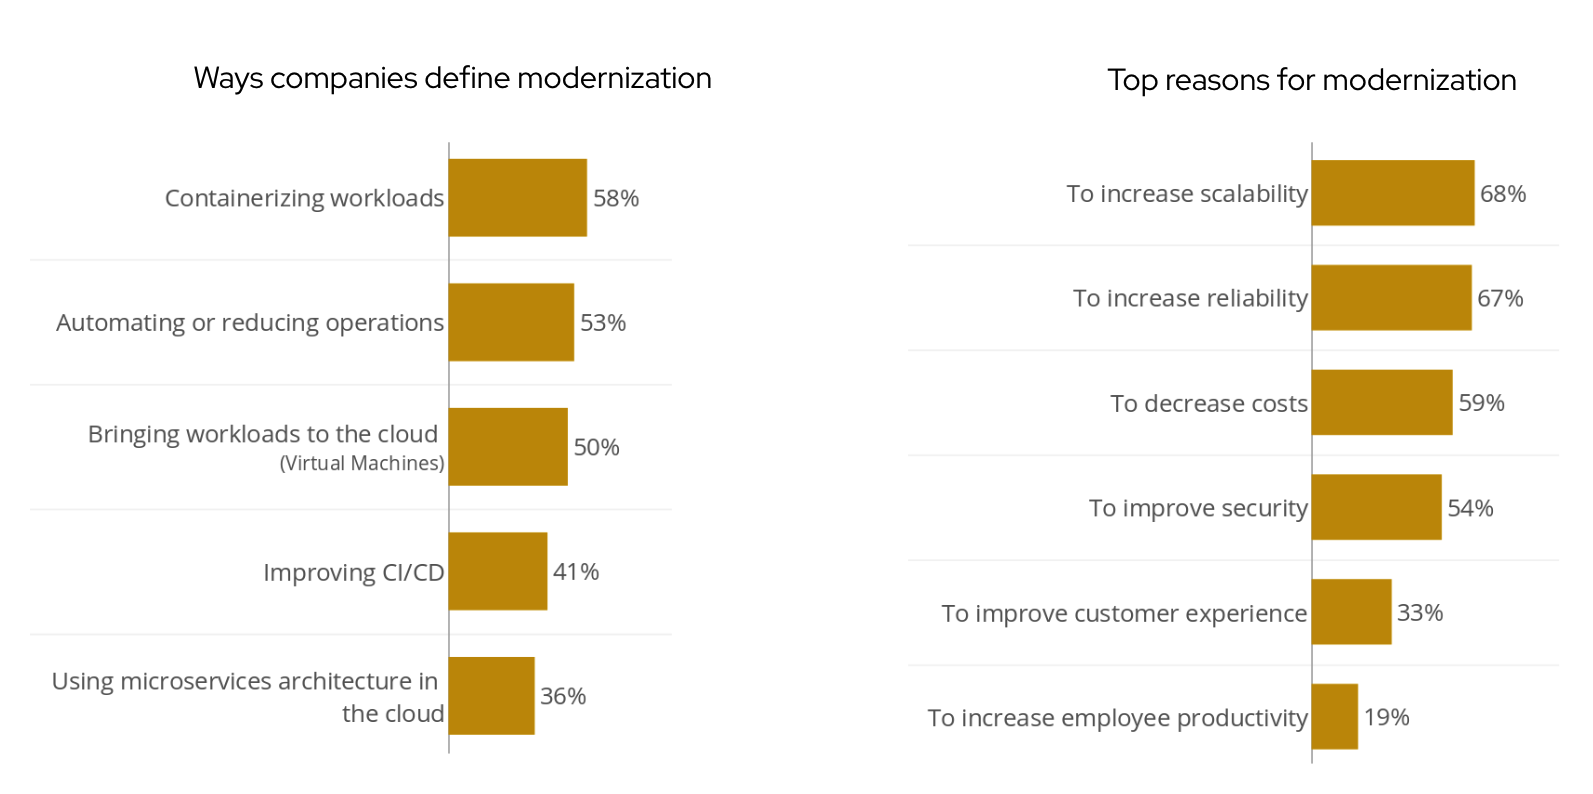 Ways companies define modernization
Containerizing workloads 58%
Automating or reducing operations 53%
Bringing workloads to the cloud
(Virtual Machines) 50%
Improving CI/CD 41%
Using microservices architecture in
the cloud 36%
Top reasons for modernization
To increase scalability 68%
To increase reliability 67%
To decrease costs 59%
To improve security 54%
To improve customer experience 33%
To increase employee productivity 19%